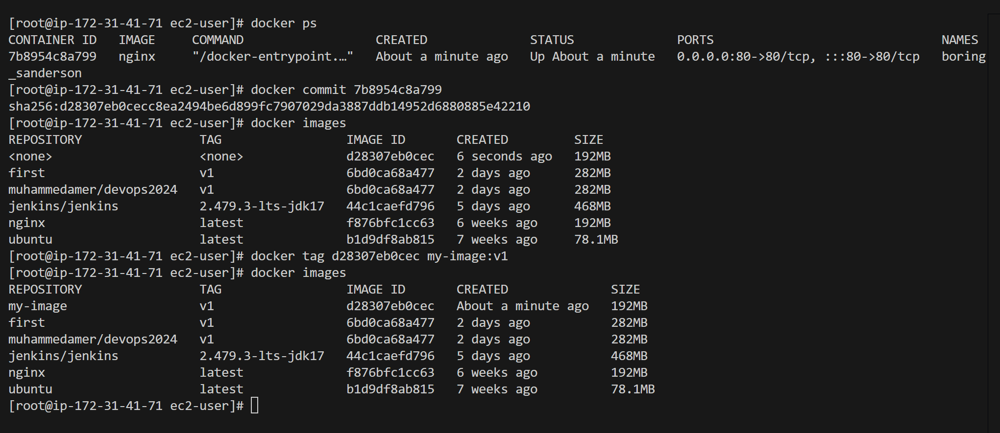 [root@ip-172-31-41-71 ec2-user]# docker ps
CONTAINER ID   IMAGE     COMMAND                  CREATED              STATUS              PORTS                               NAMES
7b8954c8a799   nginx     "/docker-entrypoint.…"   About a minute ago   Up About a minute   0.0.0.0:80->80/tcp, :::80->80/tcp   boring
_sanderson
[root@ip-172-31-41-71 ec2-user]# docker commit 7b8954c8a799
sha256:d28307eb0cecc8ea2494be6d899fc7907029da3887ddb14952d6880885e42210
[root@ip-172-31-41-71 ec2-user]# docker images
REPOSITORY                TAG                 IMAGE ID       CREATED         SIZE
<none>                    <none>              d28307eb0cec   6 seconds ago   192MB
first                     v1                  6bd0ca68a477   2 days ago      282MB
muhammedamer/devops2024   v1                  6bd0ca68a477   2 days ago      282MB
jenkins/jenkins           2.479.3-lts-jdk17   44c1caefd796   5 days ago      468MB
nginx                     latest              f876bfc1cc63   6 weeks ago     192MB
ubuntu                    latest              b1d9df8ab815   7 weeks ago     78.1MB
[root@ip-172-31-41-71 ec2-user]# docker tag d28307eb0cec my-image:v1
[root@ip-172-31-41-71 ec2-user]# docker images
REPOSITORY                TAG                 IMAGE ID       CREATED              SIZE
my-image                  v1                  d28307eb0cec   About a minute ago   192MB
first                     v1                  6bd0ca68a477   2 days ago           282MB
muhammedamer/devops2024   v1                  6bd0ca68a477   2 days ago           282MB
jenkins/jenkins           2.479.3-lts-jdk17   44c1caefd796   5 days ago           468MB
nginx                     latest              f876bfc1cc63   6 weeks ago          192MB
ubuntu                    latest              b1d9df8ab815   7 weeks ago          78.1MB
[root@ip-172-31-41-71 ec2-user]#